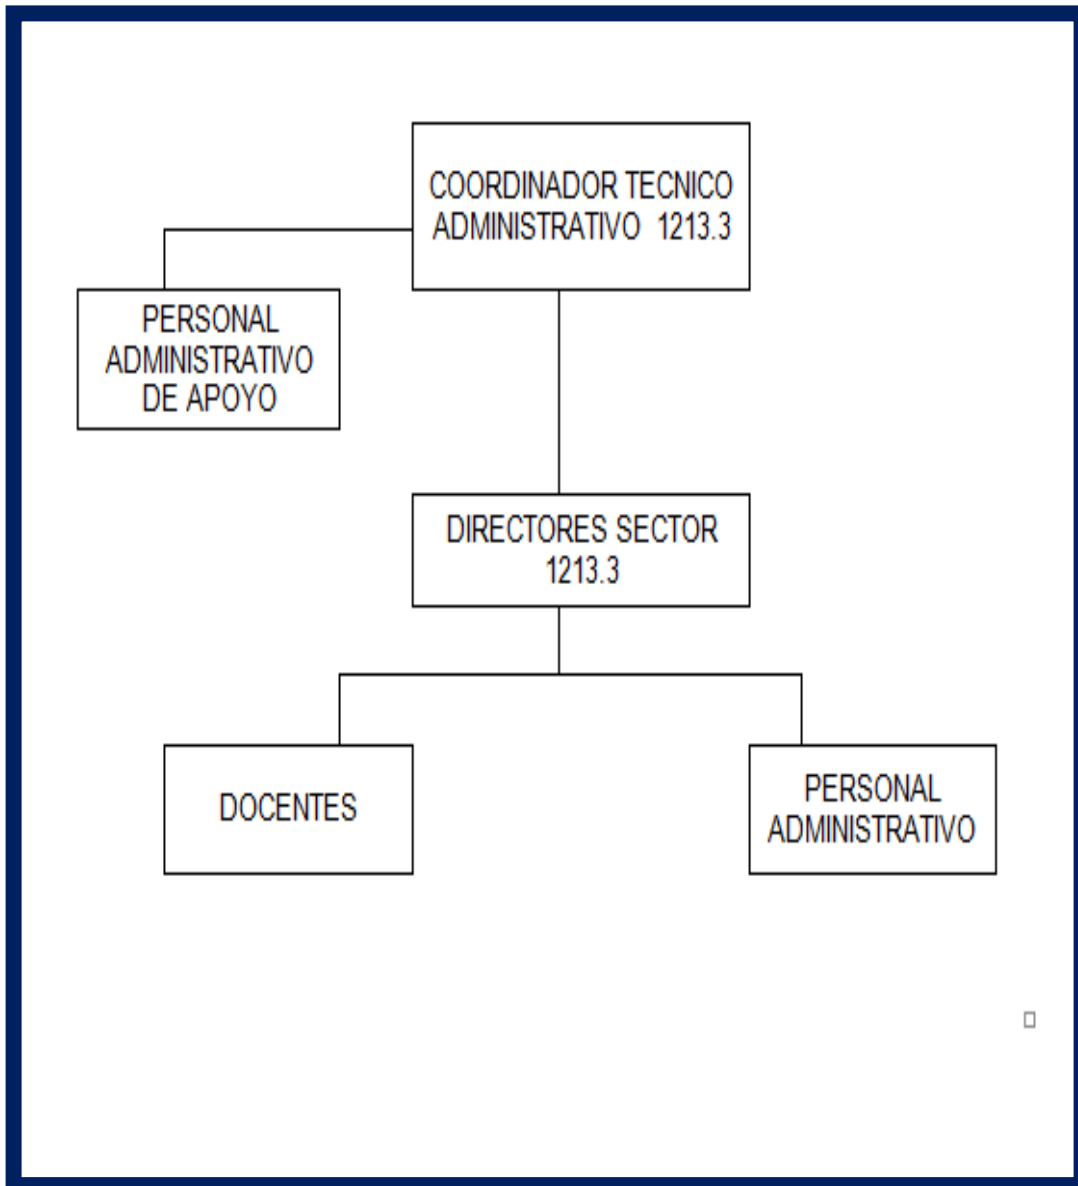 COORDINADOR TECNICO
ADMINISTRATIVO 1213.3
PERSONAL
ADMINISTRATIVO
DE APOYO
DIRECTORES SECTOR
1213.3
DOCENTES
PERSONAL
ADMINISTRATIVO